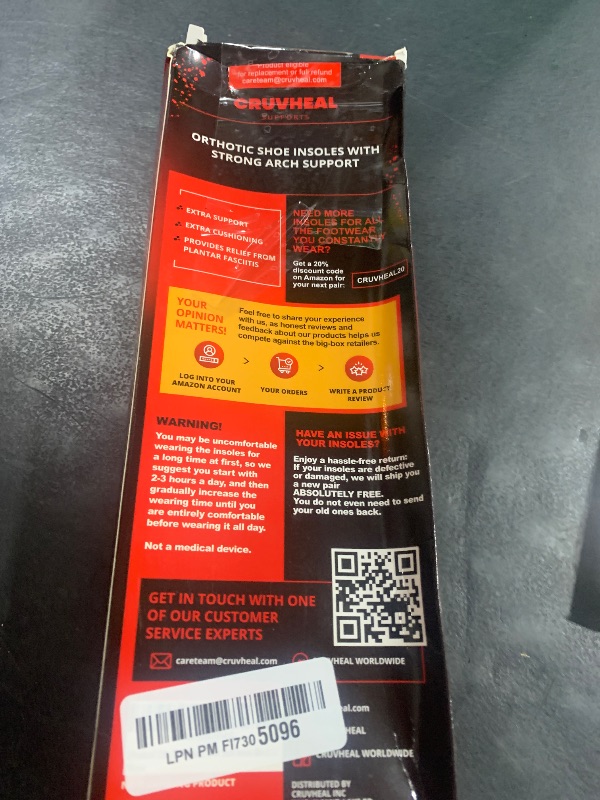 Product eligible
for replacement or full refund
careteam@cruvheal.com
CRUVHEAL
SUPPORTS
ORTHOTIC SHOE INSOLES WITH
STRONG ARCH SUPPORT
EXTRA SUPPORT
EXTRA CUSHIONING
PROVIDES RELIEF FROM
PLANTAR FASCIITIS
NEED MORE
INSOLES FOR ALL
THE FOOTWEAR
YOU CONSTANTLY
WEAR?
Get a 20%
discount code
on Amazon for
your next pair:
CRUVHEAL20
YOUR
OPINION
MATTERS!
Feel free to share your experience
with us, as honest reviews and
feedback about our products helps us
compete against the big-box retailers.
LOG INTO YOUR
AMAZON ACCOUNT
>
YOUR ORDERS
>
WRITE A PRODUCT
REVIEW
WARNING!
You may be uncomfortable
wearing the insoles for
a long time at first, so we
suggest you start with
2-3 hours a day, and then
gradually increase the
wearing time until you
are entirely comfortable
before wearing it all day.
Not a medical device.
HAVE AN ISSUE WITH
YOUR INSOLES?
Enjoy a hassle-free return:
If your insoles are defective
or damaged, we will ship you
a new pair
ABSOLUTELY FREE.
You do not even need to send
your old ones back.
GET IN TOUCH WITH ONE
OF OUR CUSTOMER
SERVICE EXPERTS
careteam@cruvheal.com
VHEAL WORLDWIDE
eal.com
HEAL
CRUVHEAL WORLDWIDE
LPN PM FI7305096
PRODUCT
DISTRIBUTED BY
CRUVHEAL INC